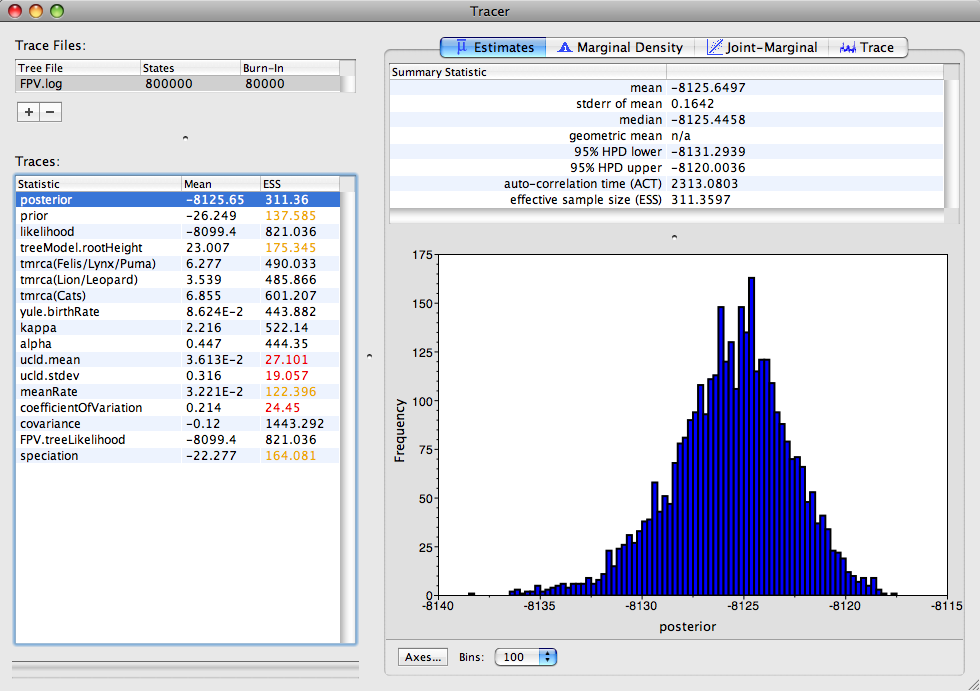 Tracer
Trace Files:
Tree File States Burn-In
FPV.log 800000 80000
+ −
Traces:
Statistic Mean ESS
posterior -8125.65 311.36
prior -26.249 137.585
likelihood -8099.4 821.036
treeModel.rootHeight 23.007 175.345
tmrca(Felis/Lynx/Puma) 6.277 490.033
tmrca(Lion/Leopard) 3.539 485.866
tmrca(Cats) 6.855 601.207
yule.birthRate 8.624E-2 443.882
kappa 2.216 522.14
alpha 0.447 444.35
ucld.mean 3.613E-2 27.101
ucld.stdev 0.316 19.057
meanRate 3.221E-2 122.396
coefficientOfVariation 0.214 24.45
covariance -0.12 1443.292
FPV.treeLikelihood -8099.4 821.036
speciation -22.277 164.081
Estimates Marginal Density Joint-Marginal Trace
Summary Statistic
mean -8125.6497
stderr of mean 0.1642
median -8125.4458
geometric mean n/a
95% HPD lower -8131.2939
95% HPD upper -8120.0036
auto-correlation time (ACT) 2313.0803
effective sample size (ESS) 311.3597
175
150
125
100
75
50
25
0
Frequency
-8140 -8135 -8130 -8125 -8120 -8115
posterior
Axes... Bins: 100